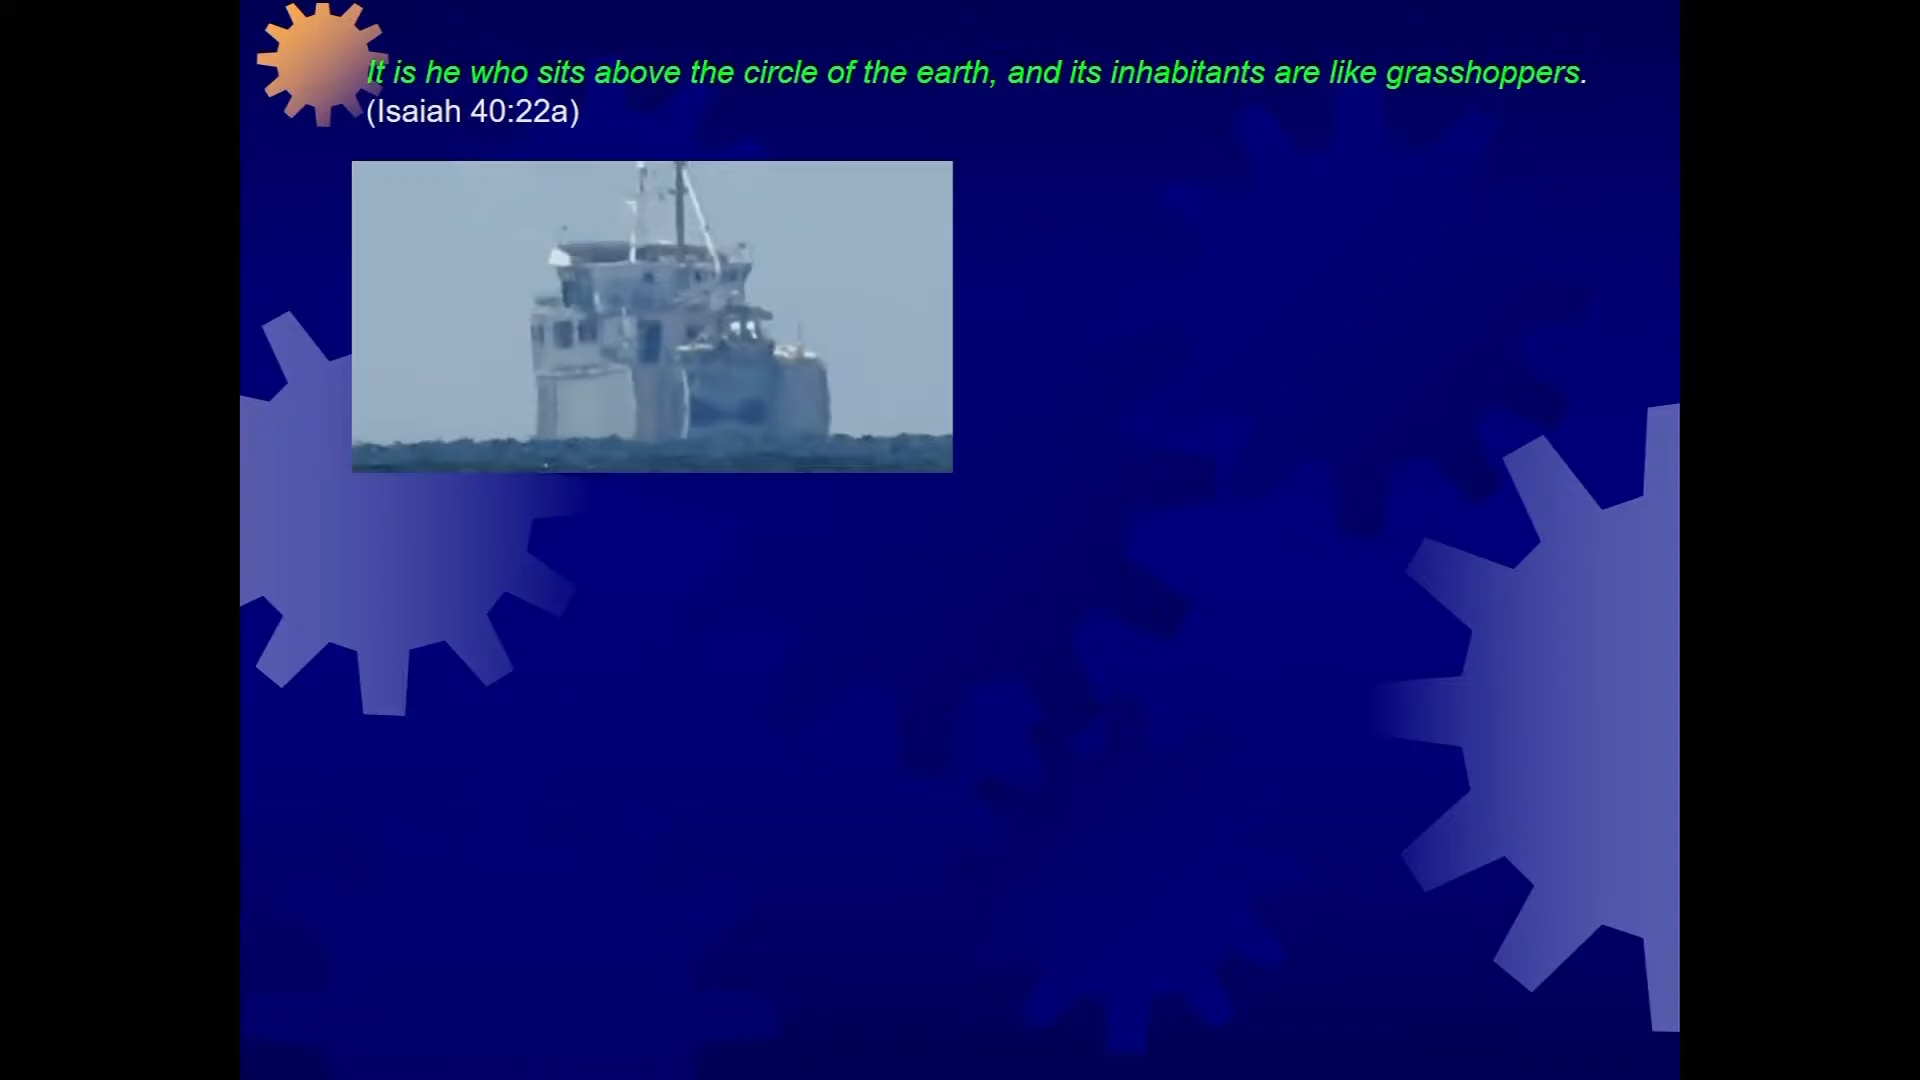 It is he who sits above the circle of the earth, and its inhabitants are like grasshoppers.
(Isaiah 40:22a)